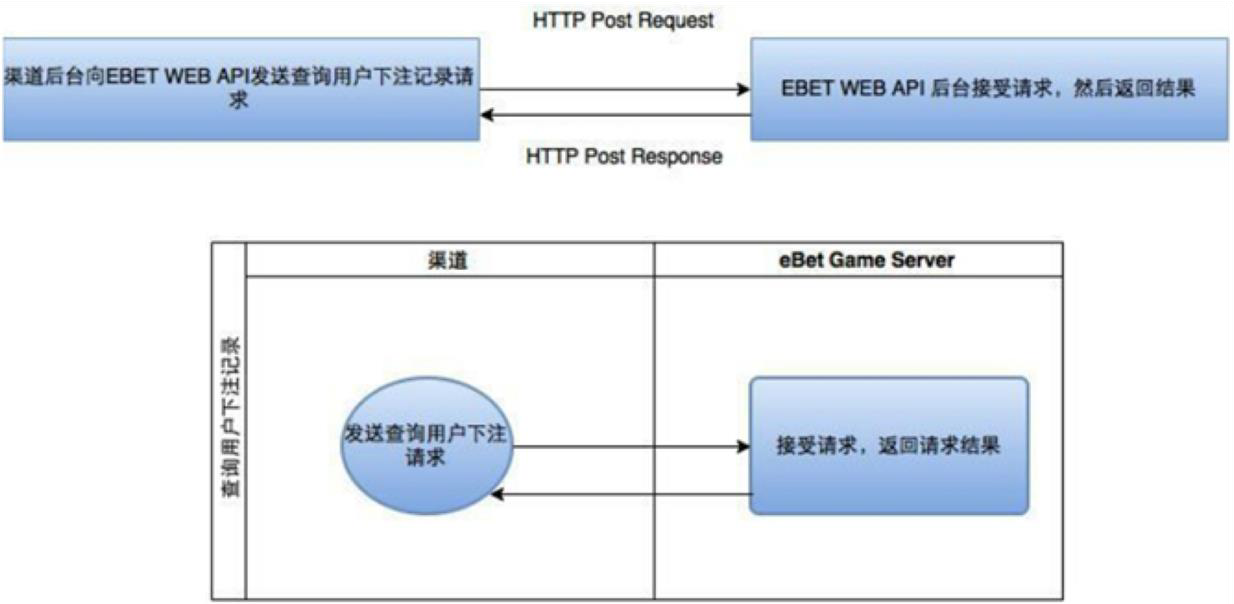 HTTP Post Request
渠道后台向EBET WEB API发送查询用户下注记录请
求
EBET WEB API 后台接受请求，然后返回结果
HTTP Post Response
渠道
eBet Game Server
查询用户下注记录
发送查询用户下注
请求
接受请求，返回请求结果